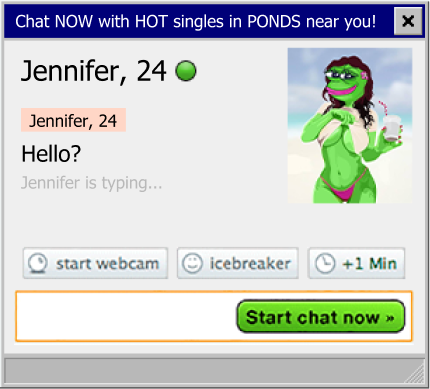 Chat NOW with HOT singles in PONDS near you!
Jennifer, 24
Jennifer, 24
Hello?
Jennifer is typing...
start webcam icebreaker +1 Min
Start chat now »